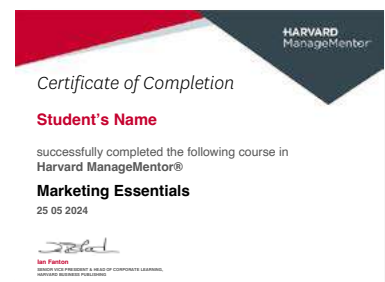 HARVARD
ManageMentor
Certificate of Completion
Student's Name
successfully completed the following course in
Harvard ManageMentor®
Marketing Essentials
25 05 2024
Ian Fanton
SENIOR VICE PRESIDENT & HEAD OF CORPORATE LEARNING,
HARVARD BUSINESS PUBLISHING